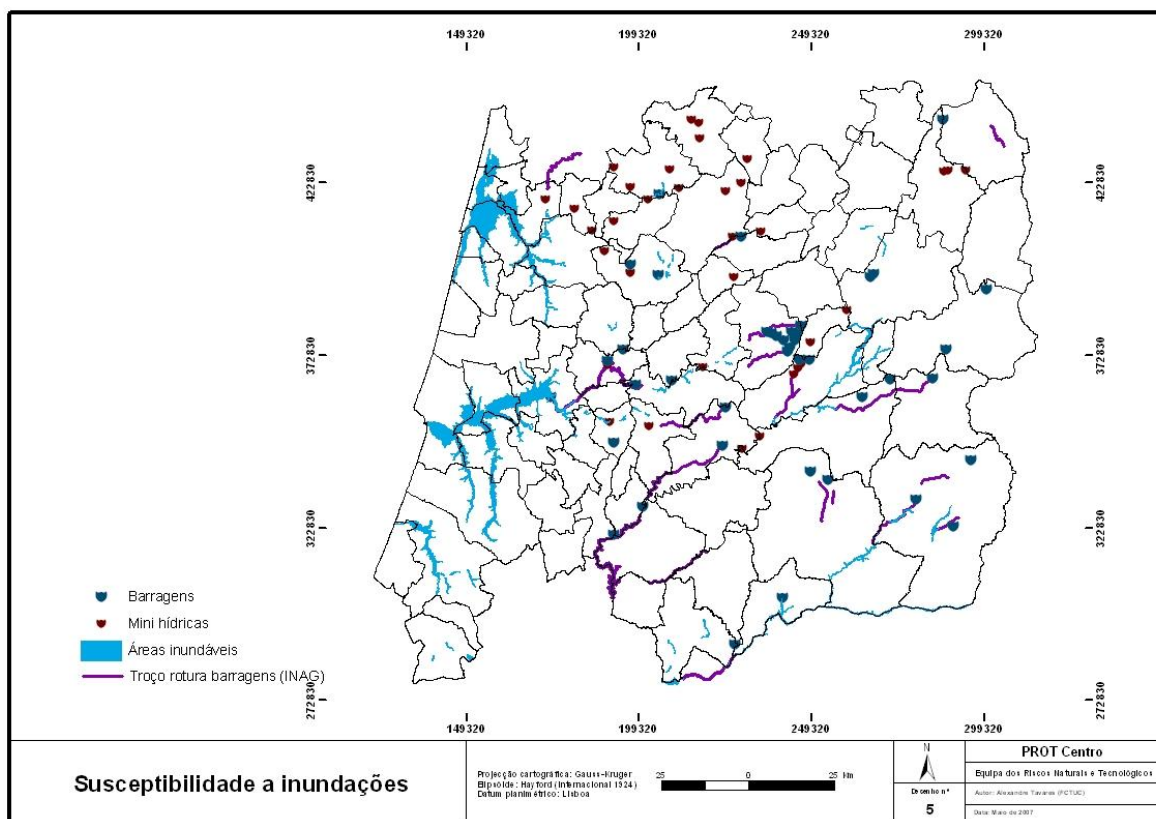 149320 199320 249320 299320
422830 422830
372830 372830
322830 322830
272830 272830
149320 199320 249320 299320
Barragens
Mini hídricas
Áreas inundáveis
Troço rotura barragens (INAG)
Susceptibilidade a inundações
Projecção cartográfica: Gauss-Kruger
Elipsóide: Hayford (Internacional 1924)
Datum planimétrico: Lisboa
25 0 25 Km
N
Desenho nº
5
PROT Centro
Equipa dos Riscos Naturais e Tecnológicos
Autor: Alexandre Tavares (FCTUC)
Data: Maio de 2007